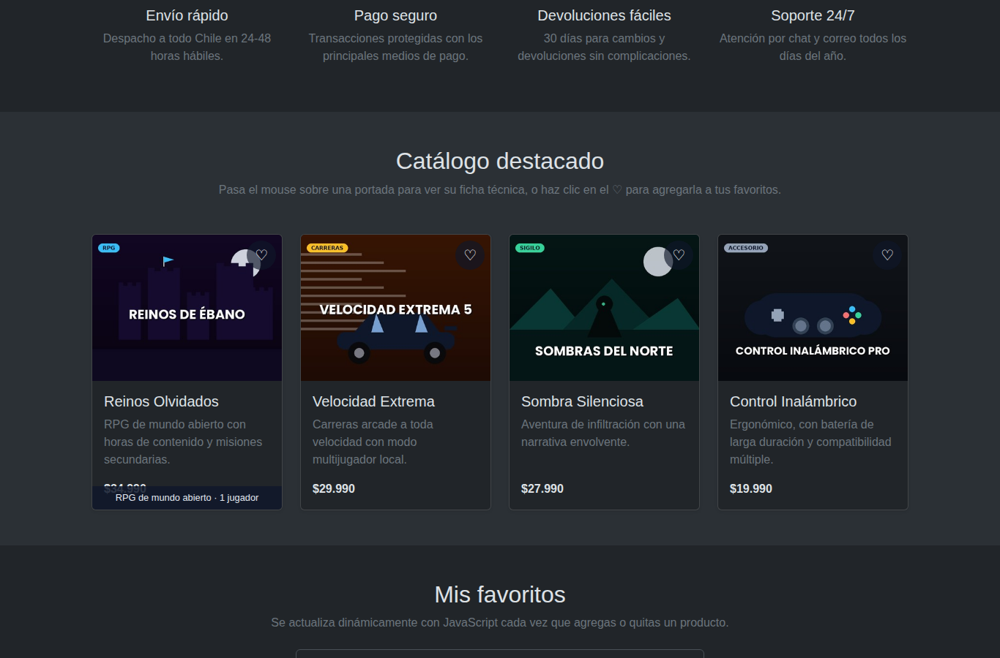 Envío rápido
Despacho a todo Chile en 24-48
horas hábiles.
Pago seguro
Transacciones protegidas con los
principales medios de pago.
Devoluciones fáciles
30 días para cambios y
devoluciones sin complicaciones.
Soporte 24/7
Atención por chat y correo todos los
días del año.
Catálogo destacado
Pasa el mouse sobre una portada para ver su ficha técnica, o haz clic en el ♡ para agregarla a tus favoritos.
RPG
♡
REINOS DE ÉBANO
Reinos Olvidados
RPG de mundo abierto con
horas de contenido y misiones
secundarias.
$34.990
RPG de mundo abierto · 1 jugador
CARRERAS
♡
VELOCIDAD EXTREMA 5
Velocidad Extrema
Carreras arcade a toda
velocidad con modo
multijugador local.
$29.990
SIGILO
♡
SOMBRAS DEL NORTE
Sombra Silenciosa
Aventura de infiltración con una
narrativa envolvente.
$27.990
ACCESORIO
♡
CONTROL INALÁMBRICO PRO
Control Inalámbrico
Ergonómico, con batería de
larga duración y compatibilidad
múltiple.
$19.990
Mis favoritos
Se actualiza dinámicamente con JavaScript cada vez que agregas o quitas un producto.